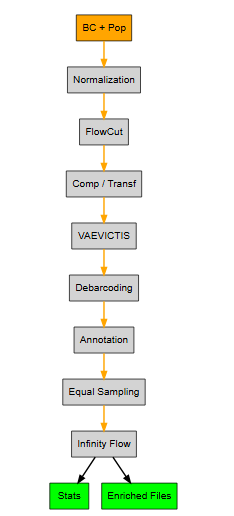 BC + Pop
Normalization
FlowCut
Comp / Transf
VAEVICTIS
Debarcoding
Annotation
Equal Sampling
Infinity Flow
Stats
Enriched Files